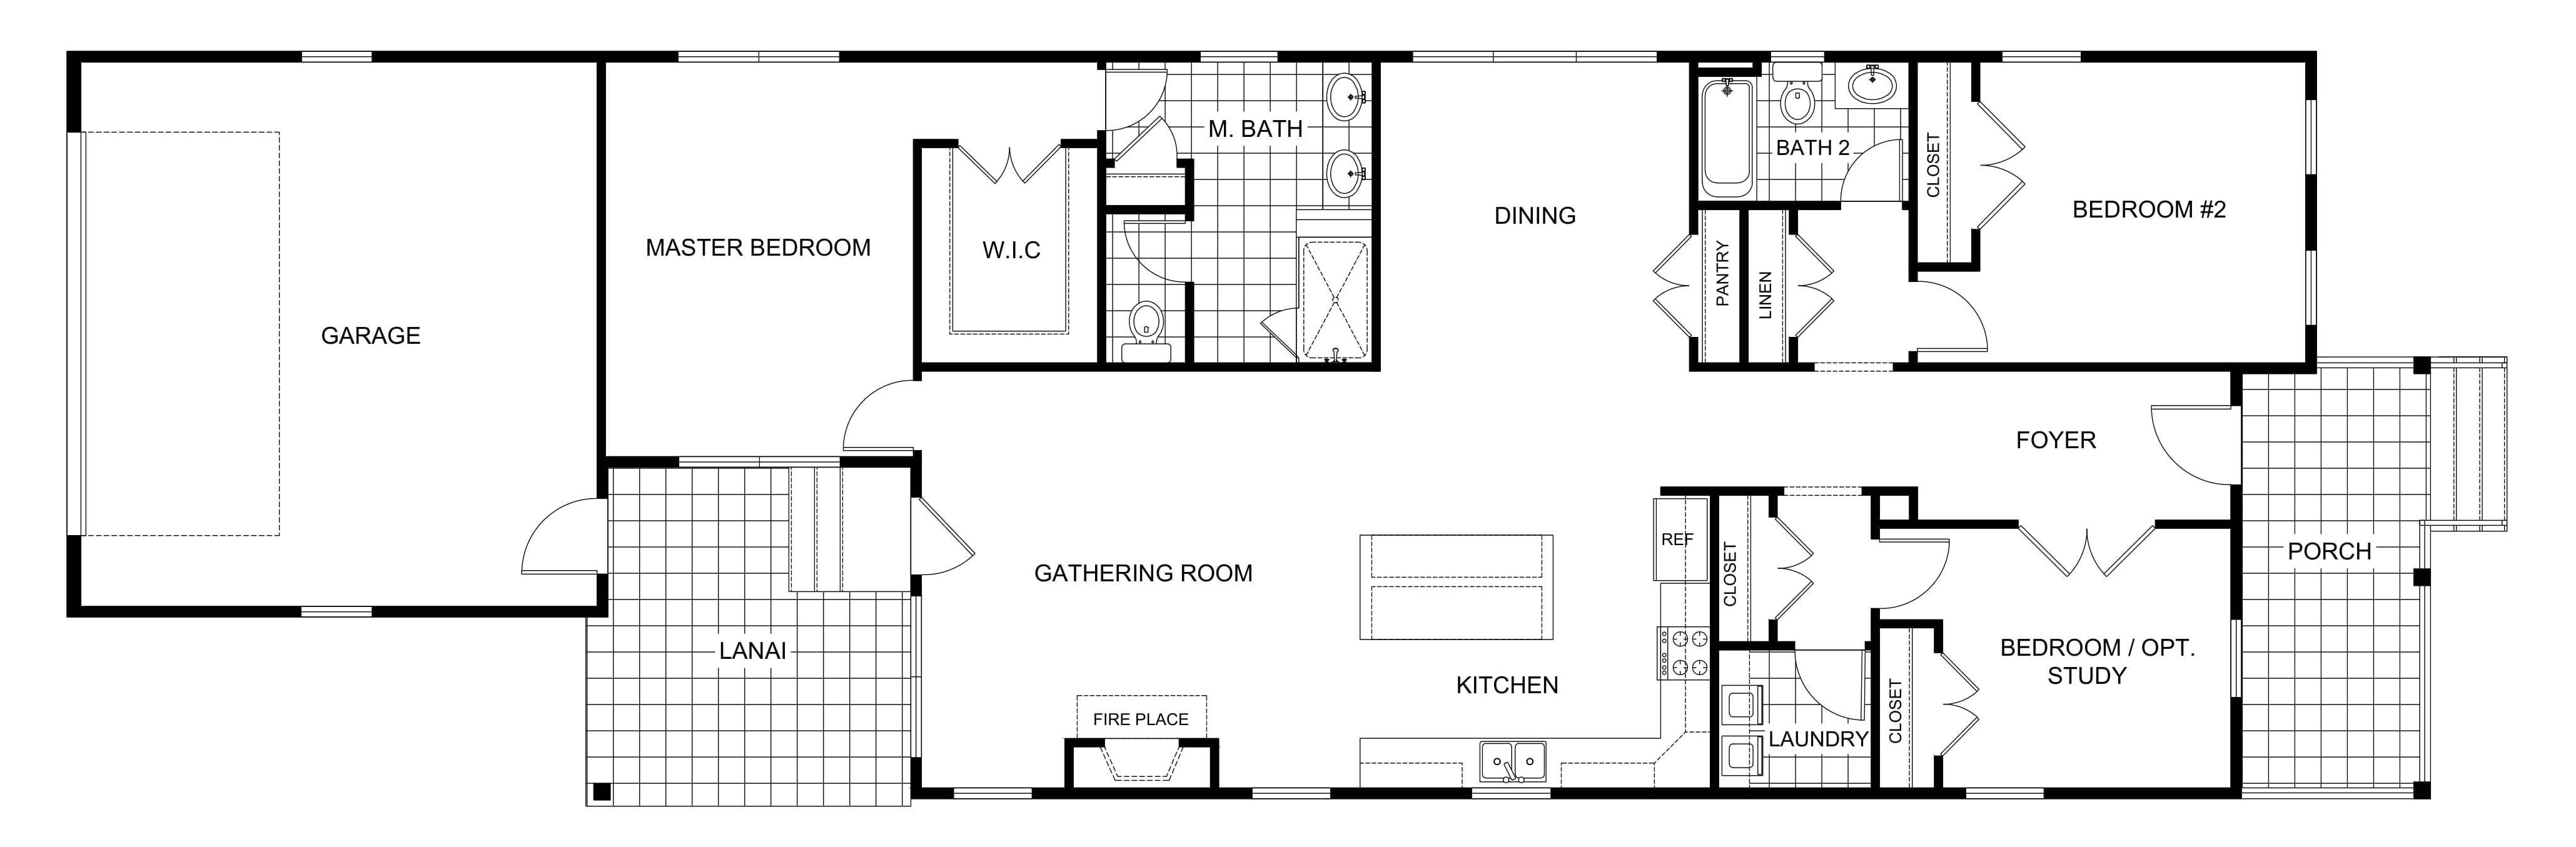 M. BATH
BATH 2
CLOSET
BEDROOM #2
DINING
MASTER BEDROOM
W.I.C
PANTRY
LINEN
GARAGE
FOYER
REF
CLOSET
PORCH
GATHERING ROOM
LANAI
BEDROOM / OPT.
STUDY
KITCHEN
FIRE PLACE
LAUNDRY
CLOSET